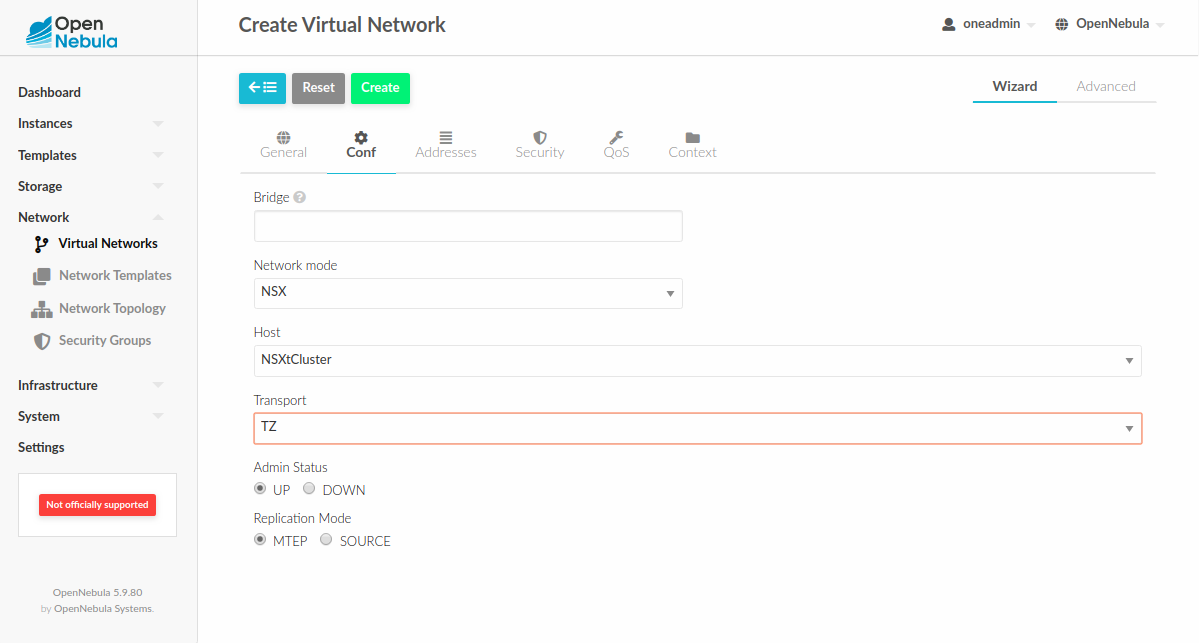 Open
Nebula
Create Virtual Network
oneadmin
OpenNebula
Dashboard
Instances
Templates
Storage
Network
Virtual Networks
Network Templates
Network Topology
Security Groups
Infrastructure
System
Settings
Not officially supported
OpenNebula 5.9.80
by OpenNebula Systems.
Reset
Create
Wizard
Advanced
General
Conf
Addresses
Security
QoS
Context
Bridge
Network mode
NSX
Host
NSXtCluster
Transport
TZ
Admin Status
UP DOWN
Replication Mode
MTEP SOURCE